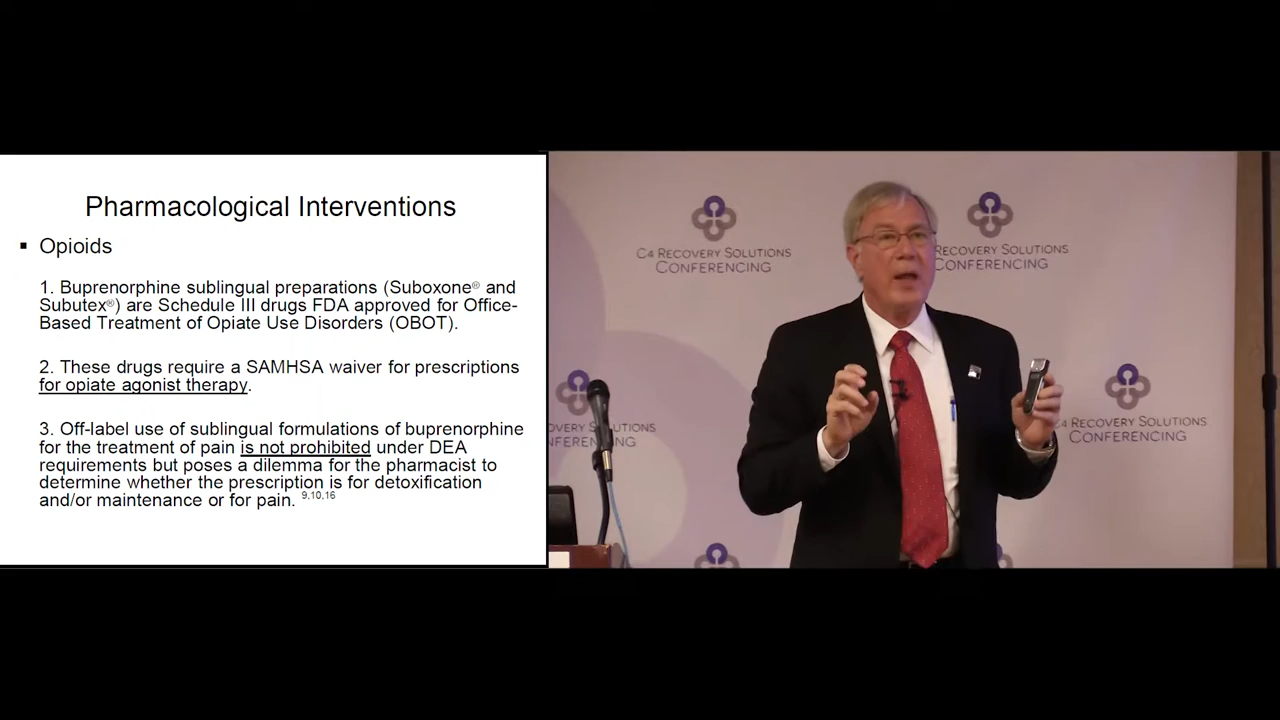 Pharmacological Interventions
▪ Opioids
1. Buprenorphine sublingual preparations (Suboxone® and
Subutex®) are Schedule III drugs FDA approved for Office-
Based Treatment of Opiate Use Disorders (OBOT).
2. These drugs require a SAMHSA waiver for prescriptions
for opiate agonist therapy.
3. Off-label use of sublingual formulations of buprenorphine
for the treatment of pain is not prohibited under DEA
requirements but poses a dilemma for the pharmacist to
determine whether the prescription is for detoxification
and/or maintenance or for pain. 9,10,16
C4 RECOVERY SOLUTIONS
CONFERENCING
RECOVERY SOLUTIONS
CONFERENCING
OVERY SOLUTIONS
NFERENCING
C4 RECOVERY SOLUTIONS
CONFERENCING